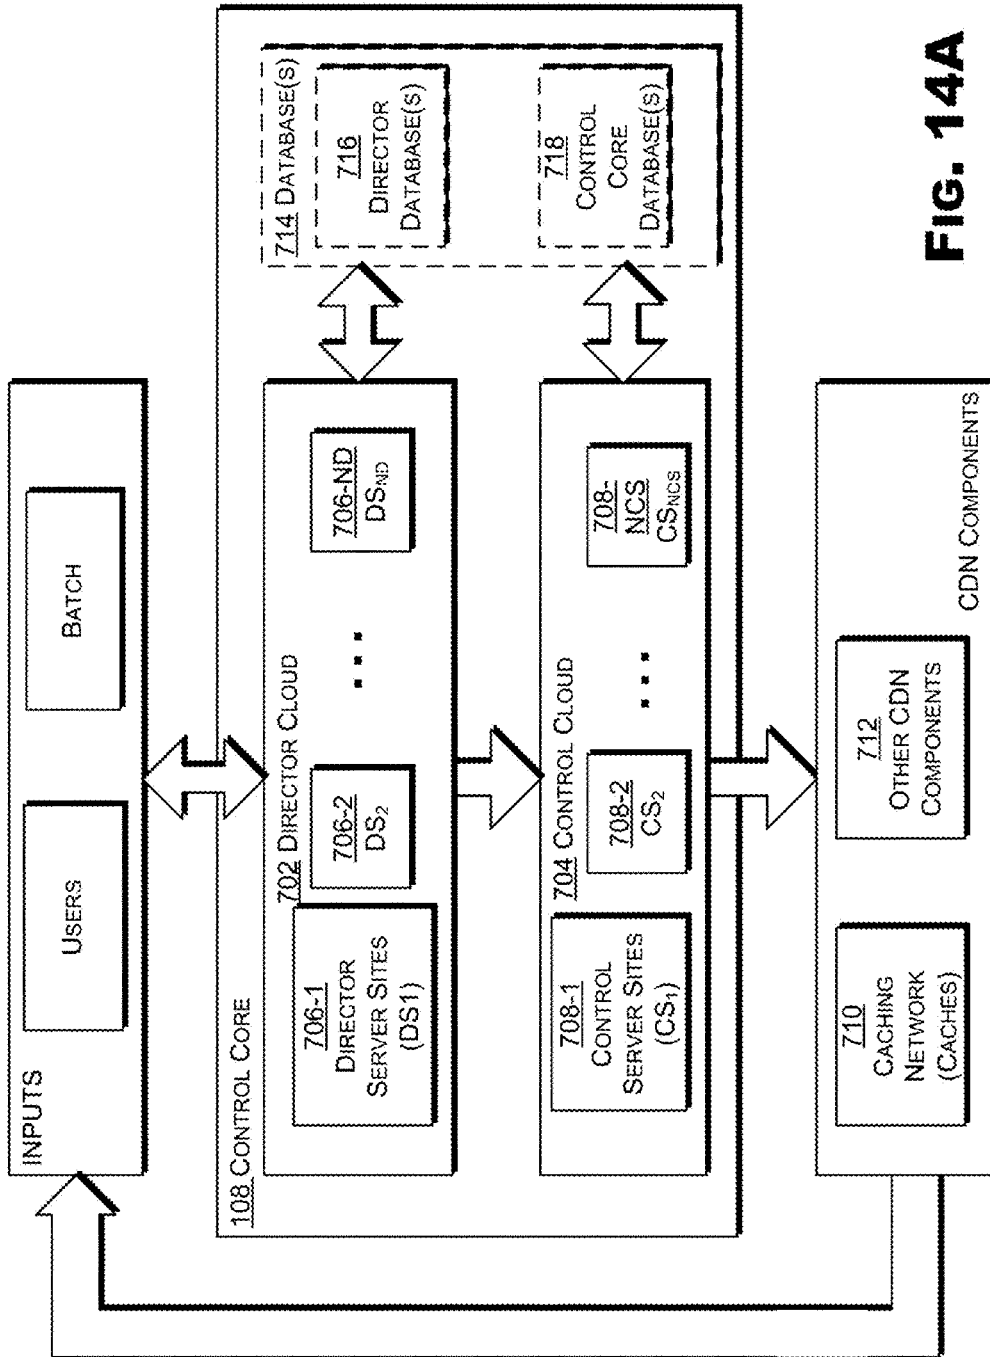 INPUTS
USERS
BATCH
108 CONTROL CORE
702 DIRECTOR CLOUD
706-1
DIRECTOR
SERVER SITES
(DS1)
706-2
DS2
...
706-ND
DSND
704 CONTROL CLOUD
708-1
CONTROL
SERVER SITES
(CS1)
708-2
CS2
...
708-
NCS
CSNCS
714 DATABASE(S)
716
DIRECTOR
DATABASE(S)
718
CONTROL
CORE
DATABASE(S)
710
CACHING
NETWORK
(CACHES)
712
OTHER CDN
COMPONENTS
CDN COMPONENTS
FIG. 14A